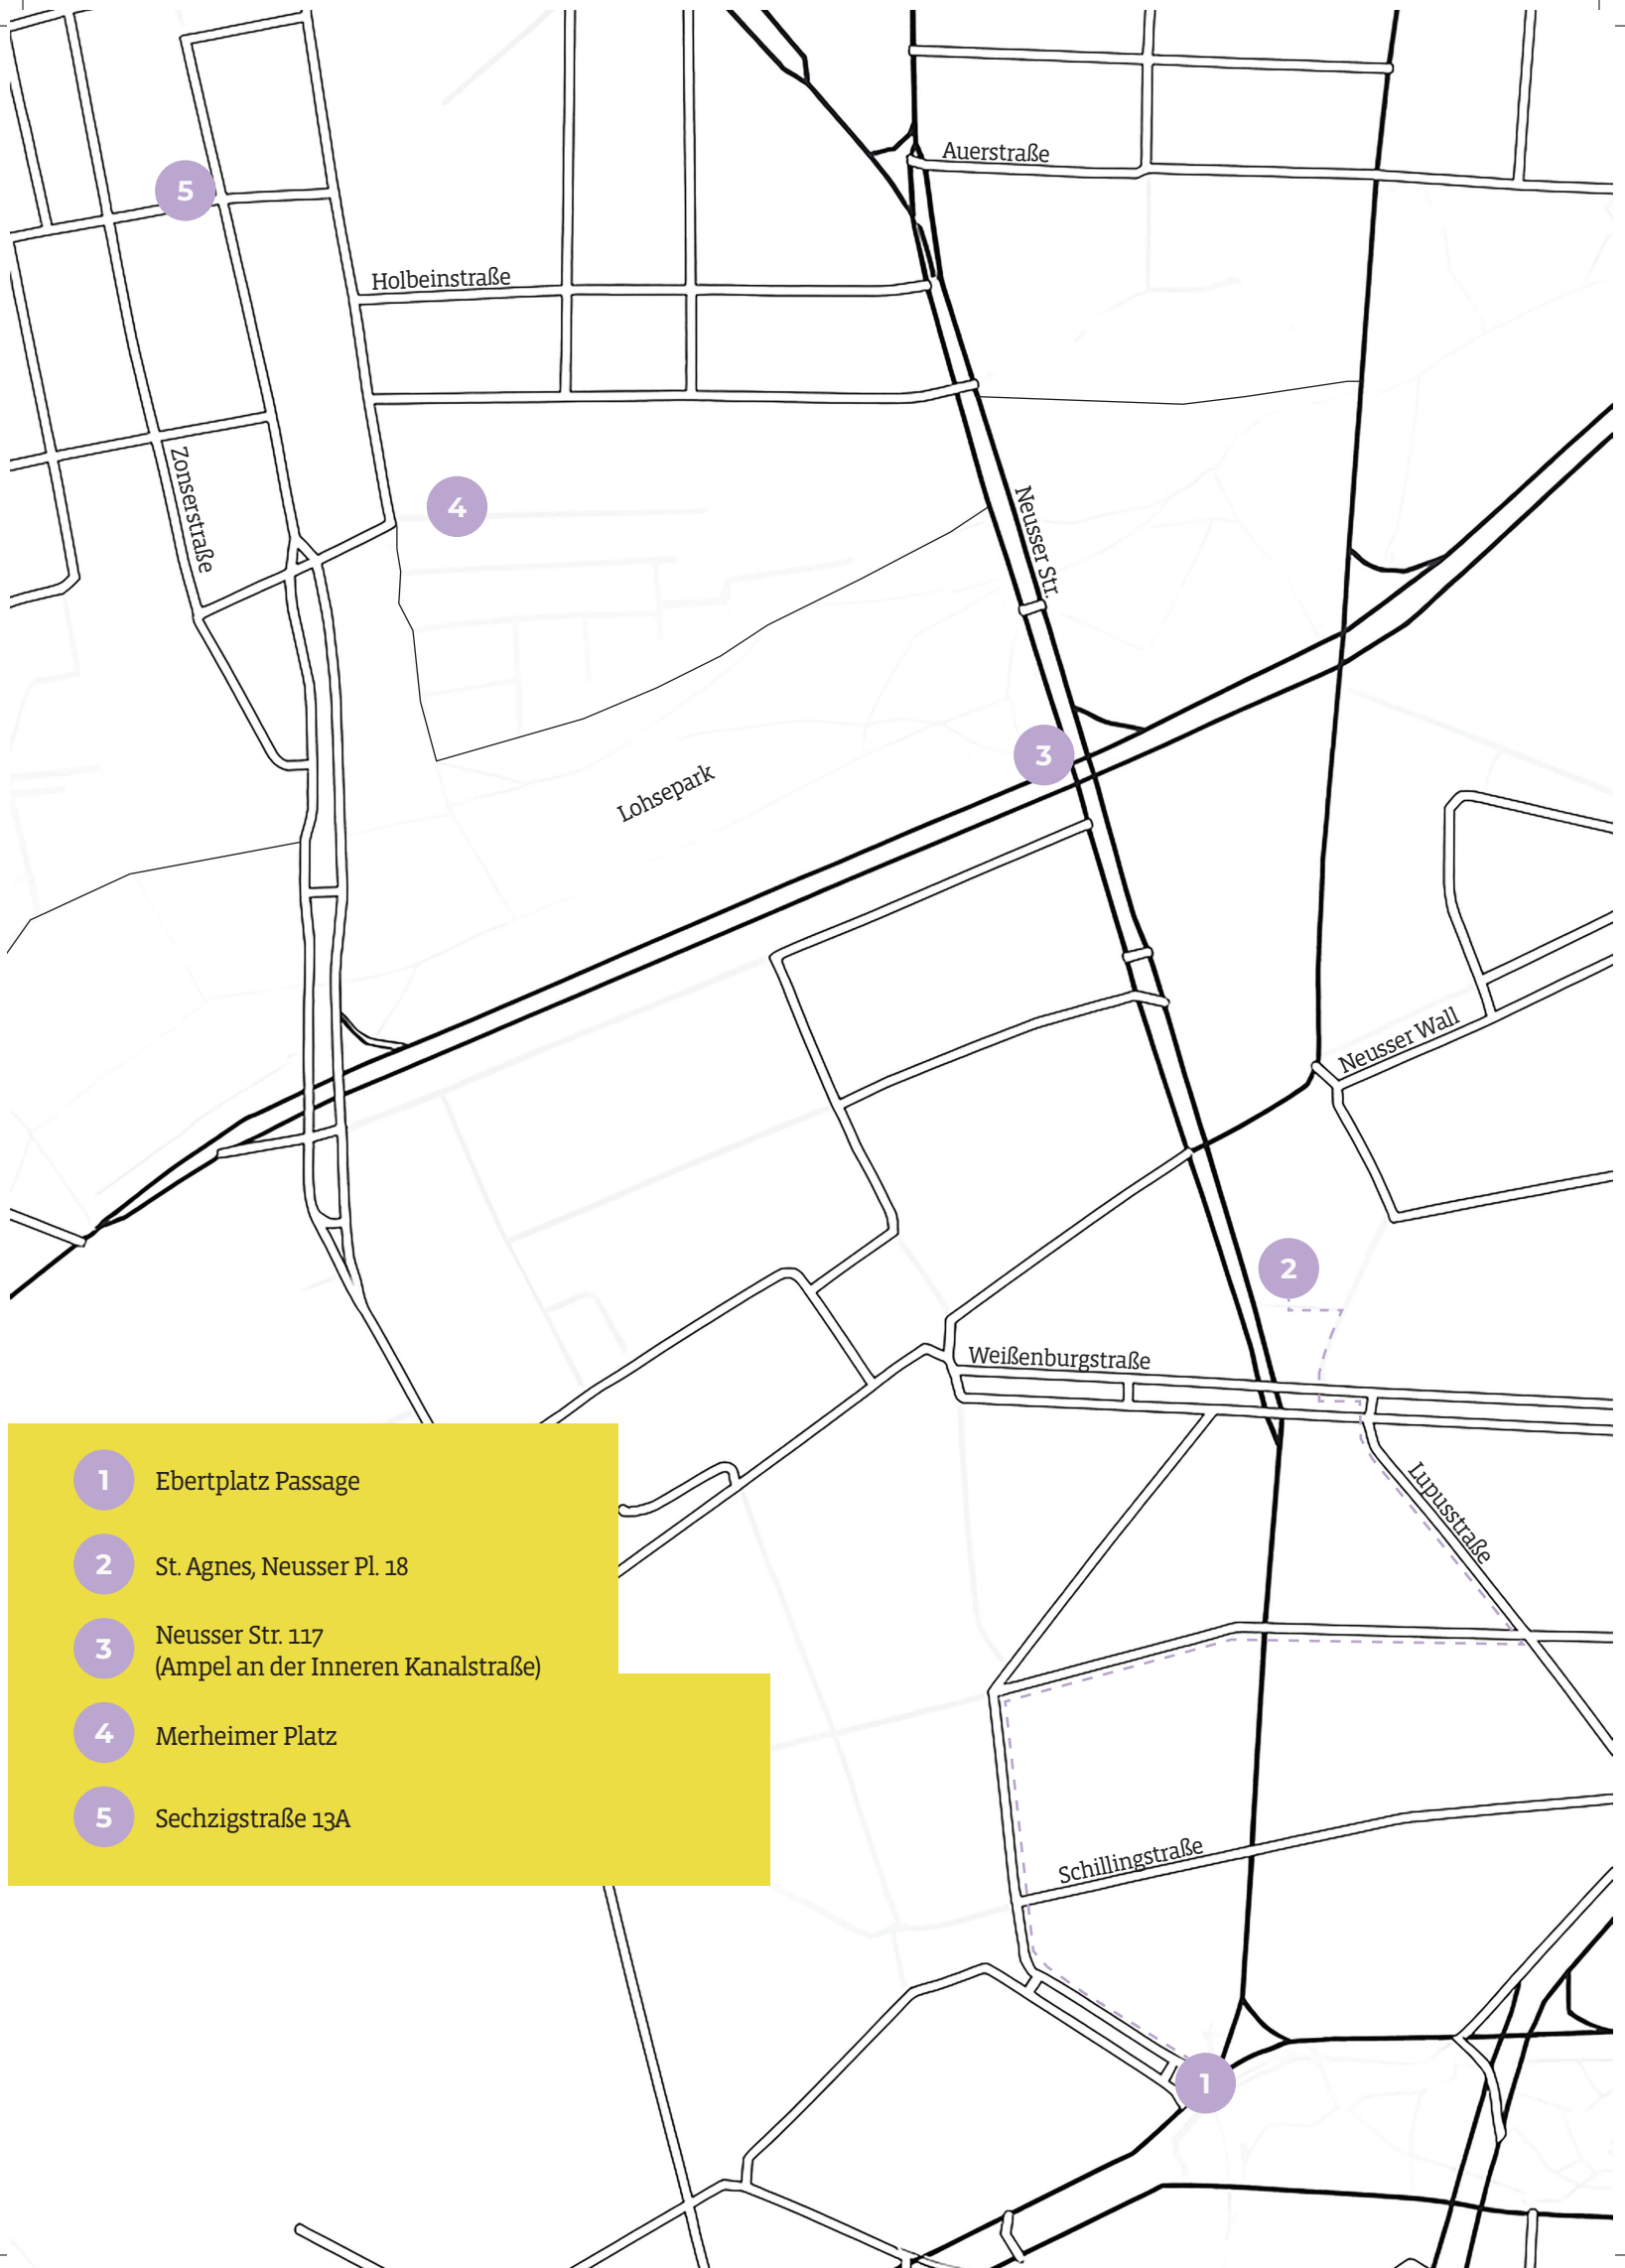 Auerstraße
5
Holbeinstraße
Zonserstraße
4
Neusser Str.
3
Lohsepark
Neusser Wall
2
Weißenburgstraße
Lupusstraße
1 Ebertplatz Passage
2 St. Agnes, Neusser Pl. 18
3 Neusser Str. 117
(Ampel an der Inneren Kanalstraße)
4 Merheimer Platz
5 Sechzigstraße 13A
Schillingstraße
1